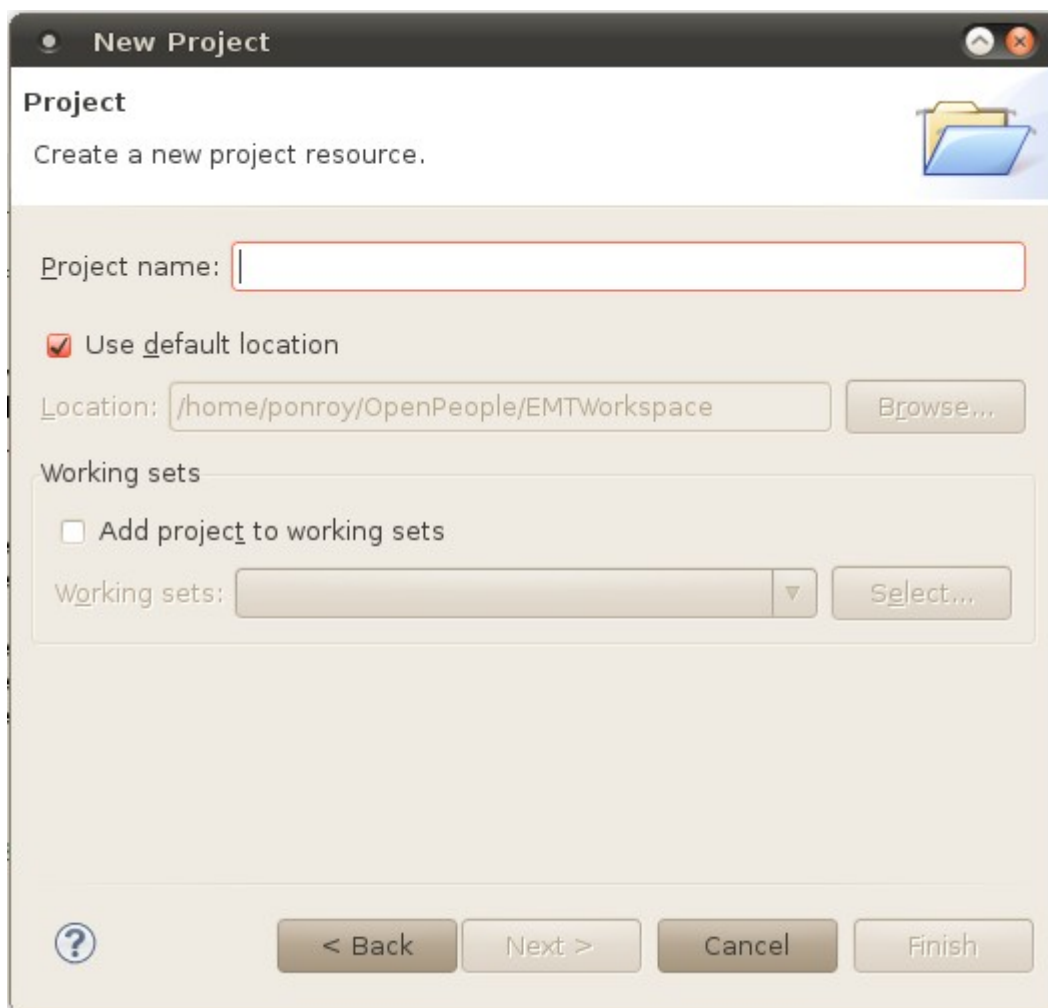 New Project
Project
Create a new project resource.
Project name:
Use default location
Location: /home/ponroy/OpenPeople/EMTWorkspace Browse...
Working sets
Add project to working sets
Working sets: Select...
? < Back Next > Cancel Finish